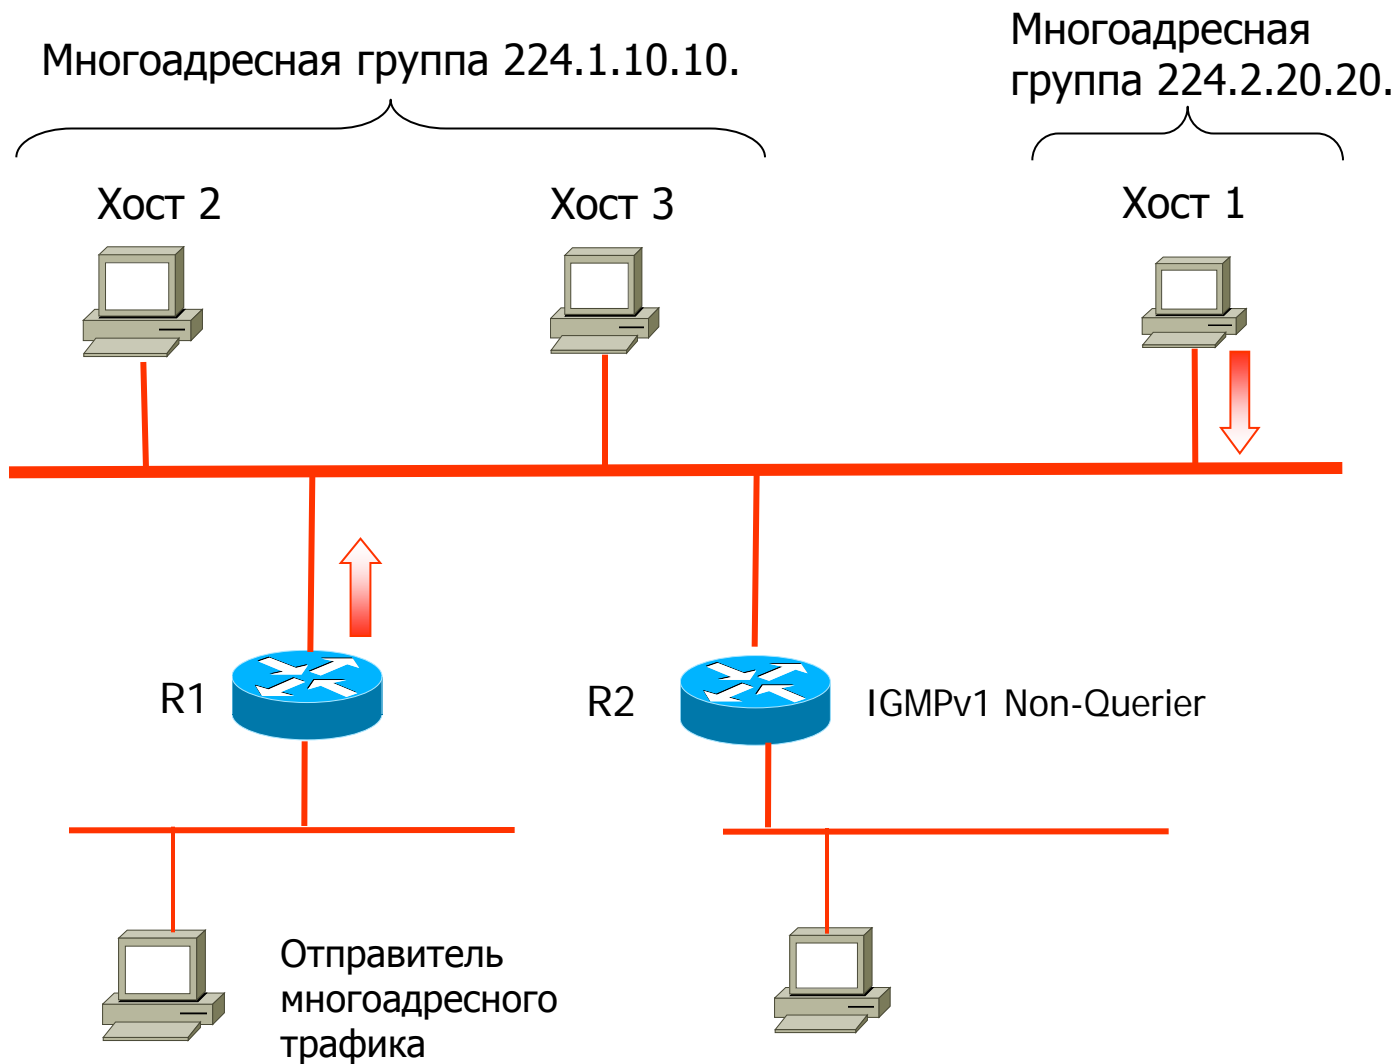 Многоадресная группа 224.1.10.10.
Многоадресная
группа 224.2.20.20.
Хост 2
Хост 3
Хост 1
R1
R2
IGMPv1 Non-Querier
Отправитель
многоадресного
трафика